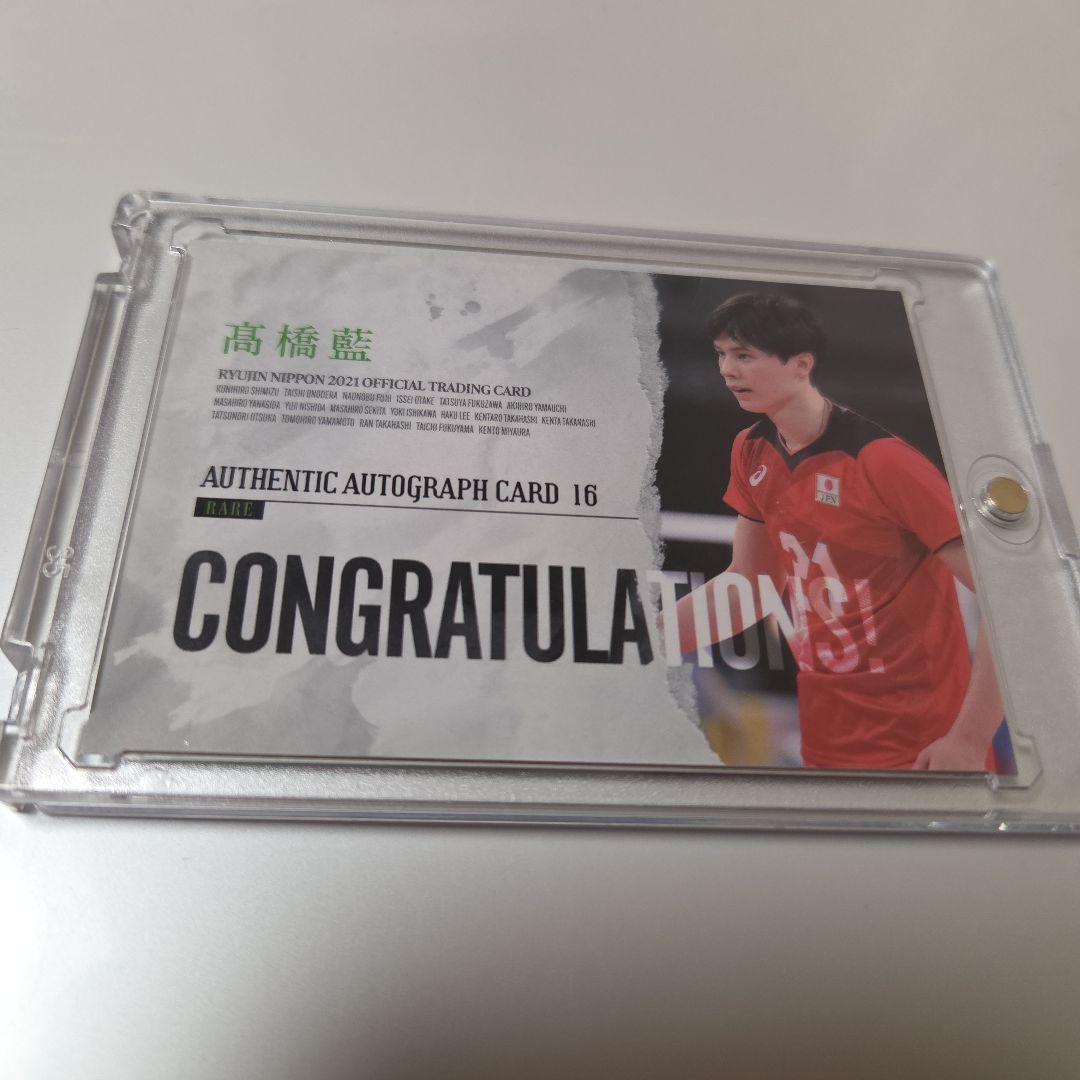 髙橋藍
RYUJIN NIPPON 2021 OFFICIAL TRADING CARD
KUNIHIRO SHIMIZU TAISHI ONODERA NAONOBU FUJII ISSEI OTAKE TATSUYA FUKUZAWA AKIHIRO YAMAUCHI
MASAHIRO YANAGIDA YUJI NISHIDA MASAHIRO SEKITA YUKI ISHIKAWA HAKU LEE KENTARO TAKAHASHI KENTA TAKANASHI
TATSUNORI OTSUKA TOMOHIRO YAMAMOTO RAN TAKAHASHI TAICHI FUKUYAMA KENTO MIYAURA
AUTHENTIC AUTOGRAPH CARD 16
RARE
CONGRATULATIONS!
JPN